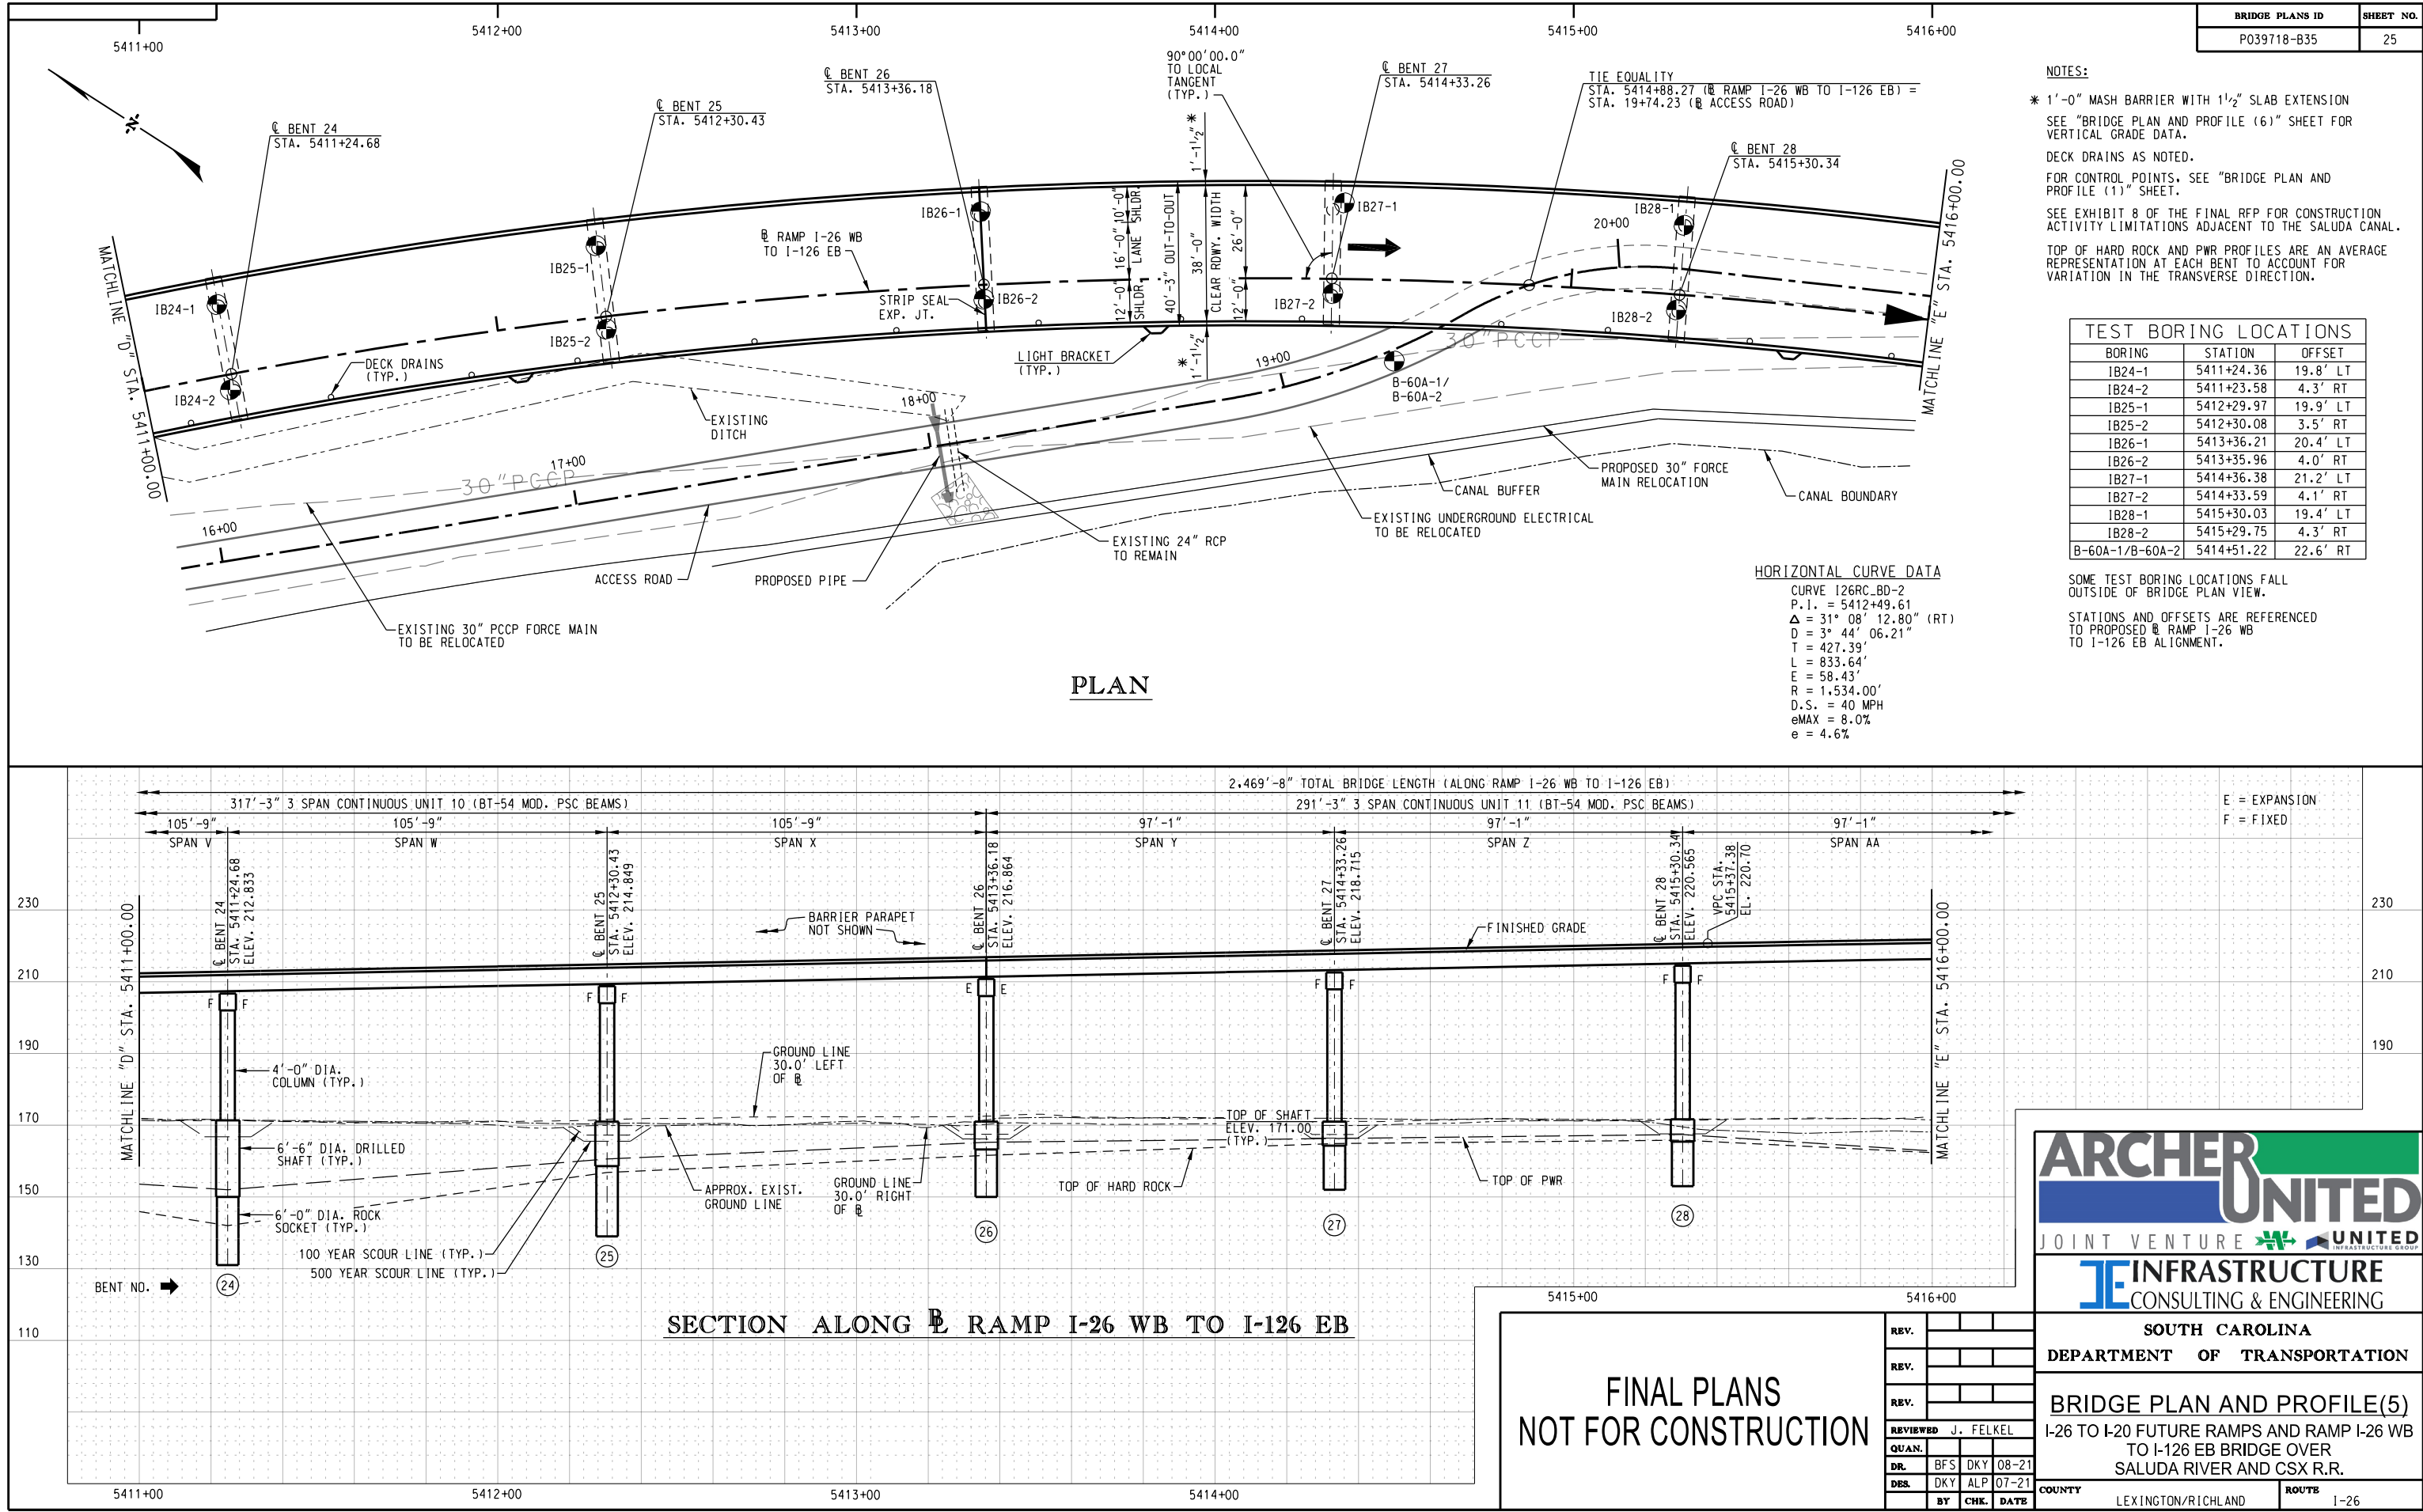 5411+00
5412+00
5413+00
5414+00
5415+00
5416+00
BRIDGE PLANS ID
SHEET NO.
P039718-B35
25
-N-
℄ BENT 24
STA. 5411+24.68
℄ BENT 25
STA. 5412+30.43
℄ BENT 26
STA. 5413+36.18
90°00'00.0"
TO LOCAL
TANGENT
(TYP.)
℄ BENT 27
STA. 5414+33.26
TIE EQUALITY
STA. 5414+88.27 (B RAMP I-26 WB TO I-126 EB) =
STA. 19+74.23 (B ACCESS ROAD)
℄ BENT 28
STA. 5415+30.34
MATCHLINE "D" STA. 5411+00.00
MATCHLINE "E" STA. 5416+00.00
IB24-1
IB24-2
IB25-1
IB25-2
IB26-1
IB26-2
IB27-1
IB27-2
IB28-1
IB28-2
B RAMP I-26 WB
TO I-126 EB
STRIP SEAL
EXP. JT.
12'-0" 16'-0" 10'-0"
SHLDR. LANE SHLDR.
40'-3" OUT-TO-OUT
38'-0"
CLEAR RDWY. WIDTH
12'-0" 26'-0"
1'-1½" *
* 1'-1½"
DECK DRAINS
(TYP.)
LIGHT BRACKET
(TYP.)
EXISTING
DITCH
16+00
17+00
18+00
19+00
20+00
30" PCCP
30" PCCP
B-60A-1/
B-60A-2
PROPOSED 30" FORCE
MAIN RELOCATION
CANAL BUFFER
CANAL BOUNDARY
EXISTING UNDERGROUND ELECTRICAL
TO BE RELOCATED
EXISTING 24" RCP
TO REMAIN
ACCESS ROAD
PROPOSED PIPE
EXISTING 30" PCCP FORCE MAIN
TO BE RELOCATED
PLAN
HORIZONTAL CURVE DATA
CURVE I26RC_BD-2
P.I. = 5412+49.61
Δ = 31° 08' 12.80" (RT)
D = 3° 44' 06.21"
T = 427.39'
L = 833.64'
E = 58.43'
R = 1,534.00'
D.S. = 40 MPH
eMAX = 8.0%
e = 4.6%
NOTES:
* 1'-0" MASH BARRIER WITH 1½" SLAB EXTENSION
SEE "BRIDGE PLAN AND PROFILE (6)" SHEET FOR
VERTICAL GRADE DATA.
DECK DRAINS AS NOTED.
FOR CONTROL POINTS. SEE "BRIDGE PLAN AND
PROFILE (1)" SHEET.
SEE EXHIBIT 8 OF THE FINAL RFP FOR CONSTRUCTION
ACTIVITY LIMITATIONS ADJACENT TO THE SALUDA CANAL.
TOP OF HARD ROCK AND PWR PROFILES ARE AN AVERAGE
REPRESENTATION AT EACH BENT TO ACCOUNT FOR
VARIATION IN THE TRANSVERSE DIRECTION.
TEST BORING LOCATIONS
BORING STATION OFFSET
IB24-1 5411+24.36 19.8' LT
IB24-2 5411+23.58 4.3' RT
IB25-1 5412+29.97 19.9' LT
IB25-2 5412+30.08 3.5' RT
IB26-1 5413+36.21 20.4' LT
IB26-2 5413+35.96 4.0' RT
IB27-1 5414+36.38 21.2' LT
IB27-2 5414+33.59 4.1' RT
IB28-1 5415+30.03 19.4' LT
IB28-2 5415+29.75 4.3' RT
B-60A-1/B-60A-2 5414+51.22 22.6' RT
SOME TEST BORING LOCATIONS FALL
OUTSIDE OF BRIDGE PLAN VIEW.
STATIONS AND OFFSETS ARE REFERENCED
TO PROPOSED B RAMP I-26 WB
TO I-126 EB ALIGNMENT.
2,469'-8" TOTAL BRIDGE LENGTH (ALONG RAMP I-26 WB TO I-126 EB)
317'-3" 3 SPAN CONTINUOUS UNIT 10 (BT-54 MOD. PSC BEAMS)
291'-3" 3 SPAN CONTINUOUS UNIT 11 (BT-54 MOD. PSC BEAMS)
105'-9"
SPAN V
105'-9"
SPAN W
105'-9"
SPAN X
97'-1"
SPAN Y
97'-1"
SPAN Z
97'-1"
SPAN AA
E = EXPANSION
F = FIXED
℄ BENT 24
STA. 5411+24.68
ELEV. 212.833
℄ BENT 25
STA. 5412+30.43
ELEV. 214.849
℄ BENT 26
STA. 5413+36.18
ELEV. 216.864
℄ BENT 27
STA. 5414+33.26
ELEV. 218.715
℄ BENT 28
STA. 5415+30.34
ELEV. 220.565
VPC STA.
5415+37.38
EL. 220.70
BARRIER PARAPET
NOT SHOWN
FINISHED GRADE
230
210
190
170
150
130
110
230
210
190
MATCHLINE "D" STA. 5411+00.00
MATCHLINE "E" STA. 5416+00.00
F F
F F
E E
F F
F F
4'-0" DIA.
COLUMN (TYP.)
GROUND LINE
30.0' LEFT
OF B
TOP OF SHAFT
ELEV. 171.00
(TYP.)
6'-6" DIA. DRILLED
SHAFT (TYP.)
APPROX. EXIST.
GROUND LINE
GROUND LINE
30.0' RIGHT
OF B
TOP OF HARD ROCK
TOP OF PWR
6'-0" DIA. ROCK
SOCKET (TYP.)
100 YEAR SCOUR LINE (TYP.)
500 YEAR SCOUR LINE (TYP.)
BENT NO.
24
25
26
27
28
SECTION ALONG B RAMP I-26 WB TO I-126 EB
5415+00
5416+00
5411+00
5412+00
5413+00
5414+00
FINAL PLANS
NOT FOR CONSTRUCTION
REV.
REV.
REV.
REVIEWED J. FELKEL
QUAN.
DR. BFS DKY 08-21
DES. DKY ALP 07-21
BY CHK. DATE
ARCHER
UNITED
JOINT VENTURE
UNITED
INFRASTRUCTURE GROUP
INFRASTRUCTURE
CONSULTING & ENGINEERING
SOUTH CAROLINA
DEPARTMENT OF TRANSPORTATION
BRIDGE PLAN AND PROFILE(5)
I-26 TO I-20 FUTURE RAMPS AND RAMP I-26 WB
TO I-126 EB BRIDGE OVER
SALUDA RIVER AND CSX R.R.
COUNTY
LEXINGTON/RICHLAND
ROUTE
I-26